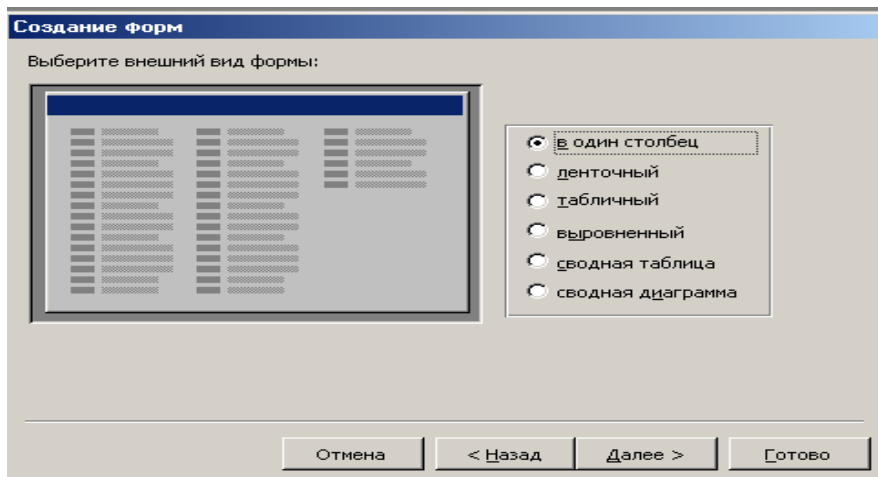 Создание форм
Выберите внешний вид формы:
в один столбец
ленточный
табличный
выровненный
сводная таблица
сводная диаграмма
Отмена
< Назад
Далее >
Готово